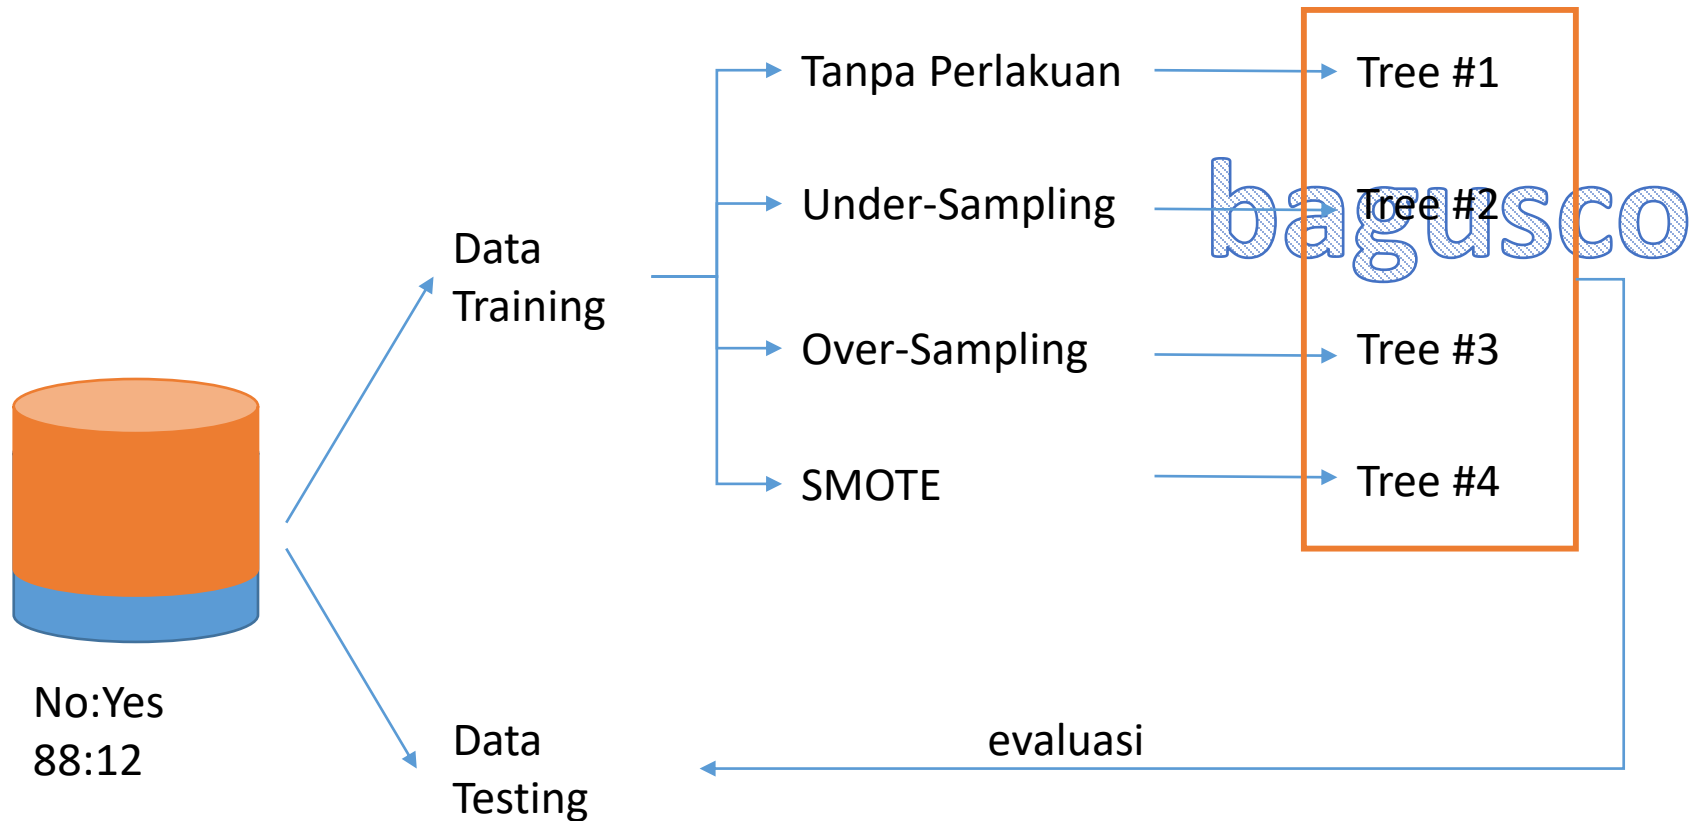 Tanpa Perlakuan
Tree #1
Under-Sampling
Tree #2
bagusco
Data
Training
Over-Sampling
Tree #3
SMOTE
Tree #4
No:Yes
88:12
Data
Testing
evaluasi